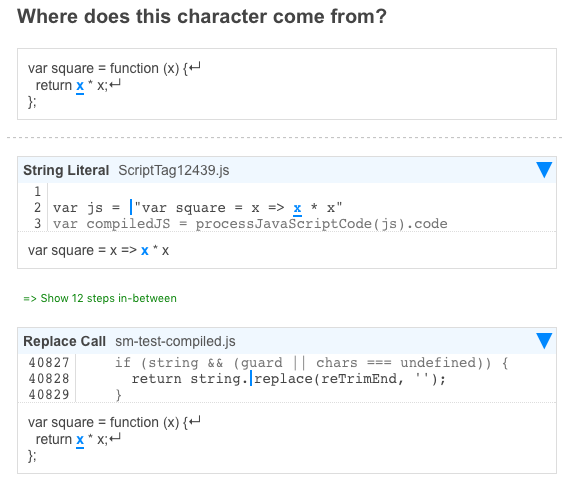 Where does this character come from?
var square = function (x) {↵
  return x * x;↵
};
String Literal ScriptTag12439.js
1
2 var js = "var square = x => x * x"
3 var compiledJS = processJavaScriptCode(js).code
var square = x => x * x
=> Show 12 steps in-between
Replace Call sm-test-compiled.js
40827     if (string && (guard || chars === undefined)) {
40828       return string.replace(reTrimEnd, '');
40829     }
var square = function (x) {↵
  return x * x;↵
};